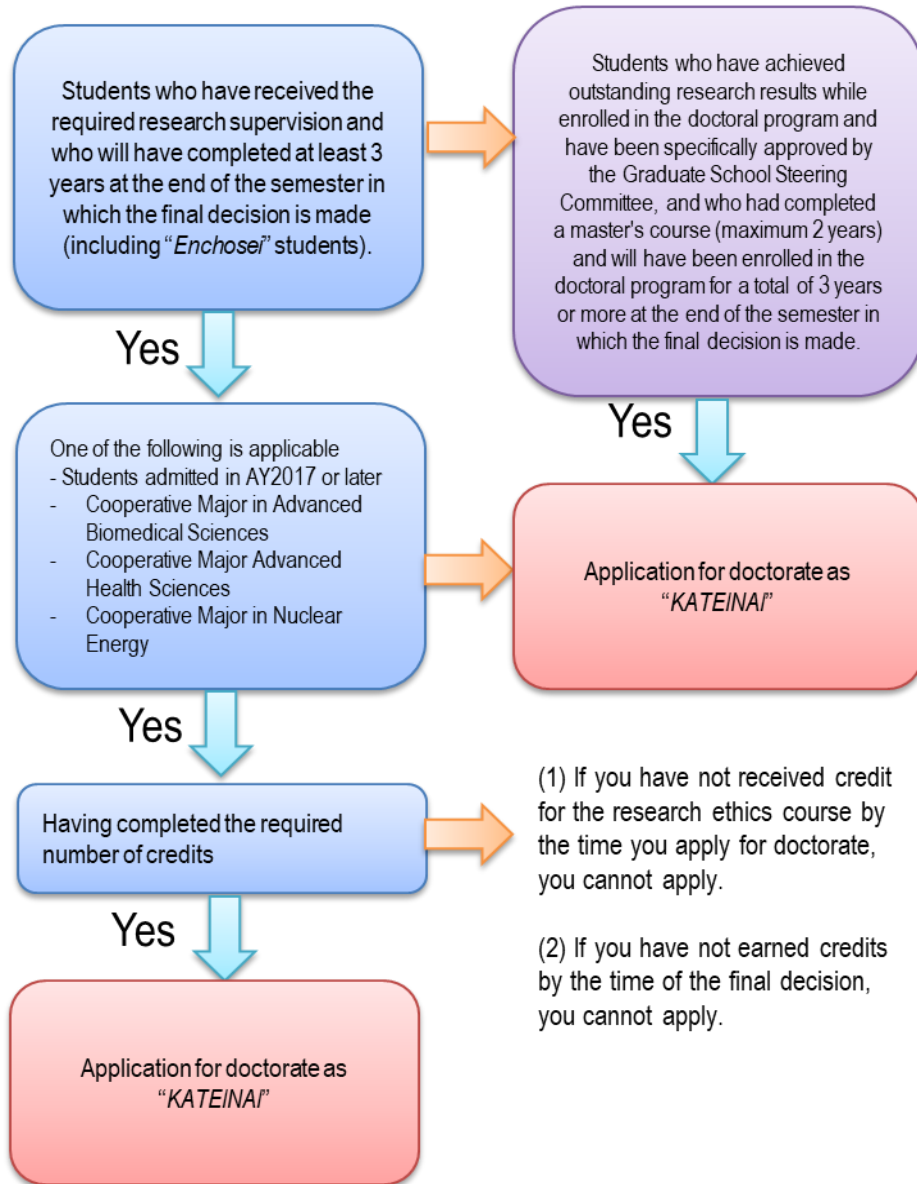 Students who have received the
required research supervision and
who will have completed at least 3
years at the end of the semester in
which the final decision is made
(including “Enchosei” students).
Students who have achieved
outstanding research results while
enrolled in the doctoral program and
have been specifically approved by
the Graduate School Steering
Committee, and who had completed
a master's course (maximum 2 years)
and will have been enrolled in the
doctoral program for a total of 3 years
or more at the end of the semester in
which the final decision is made.
Yes
Yes
One of the following is applicable
- Students admitted in AY2017 or later
- Cooperative Major in Advanced
Biomedical Sciences
- Cooperative Major Advanced
Health Sciences
- Cooperative Major in Nuclear
Energy
Application for doctorate as
“KATEINAI”
Yes
Having completed the required
number of credits
(1) If you have not received credit
for the research ethics course by
the time you apply for doctorate,
you cannot apply.
(2) If you have not earned credits
by the time of the final decision,
you cannot apply.
Yes
Application for doctorate as
“KATEINAI”